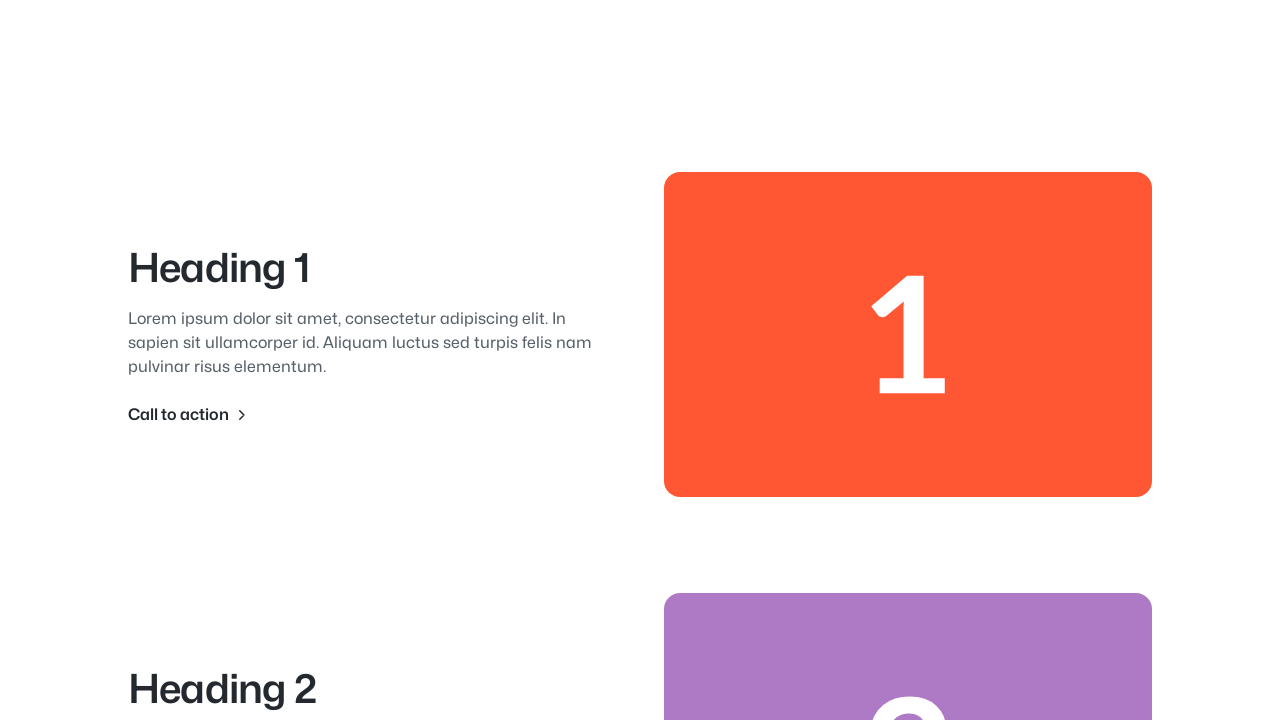 Heading 1
Lorem ipsum dolor sit amet, consectetur adipiscing elit. In
sapien sit ullamcorper id. Aliquam luctus sed turpis felis nam
pulvinar risus elementum.
Call to action
1
Heading 2